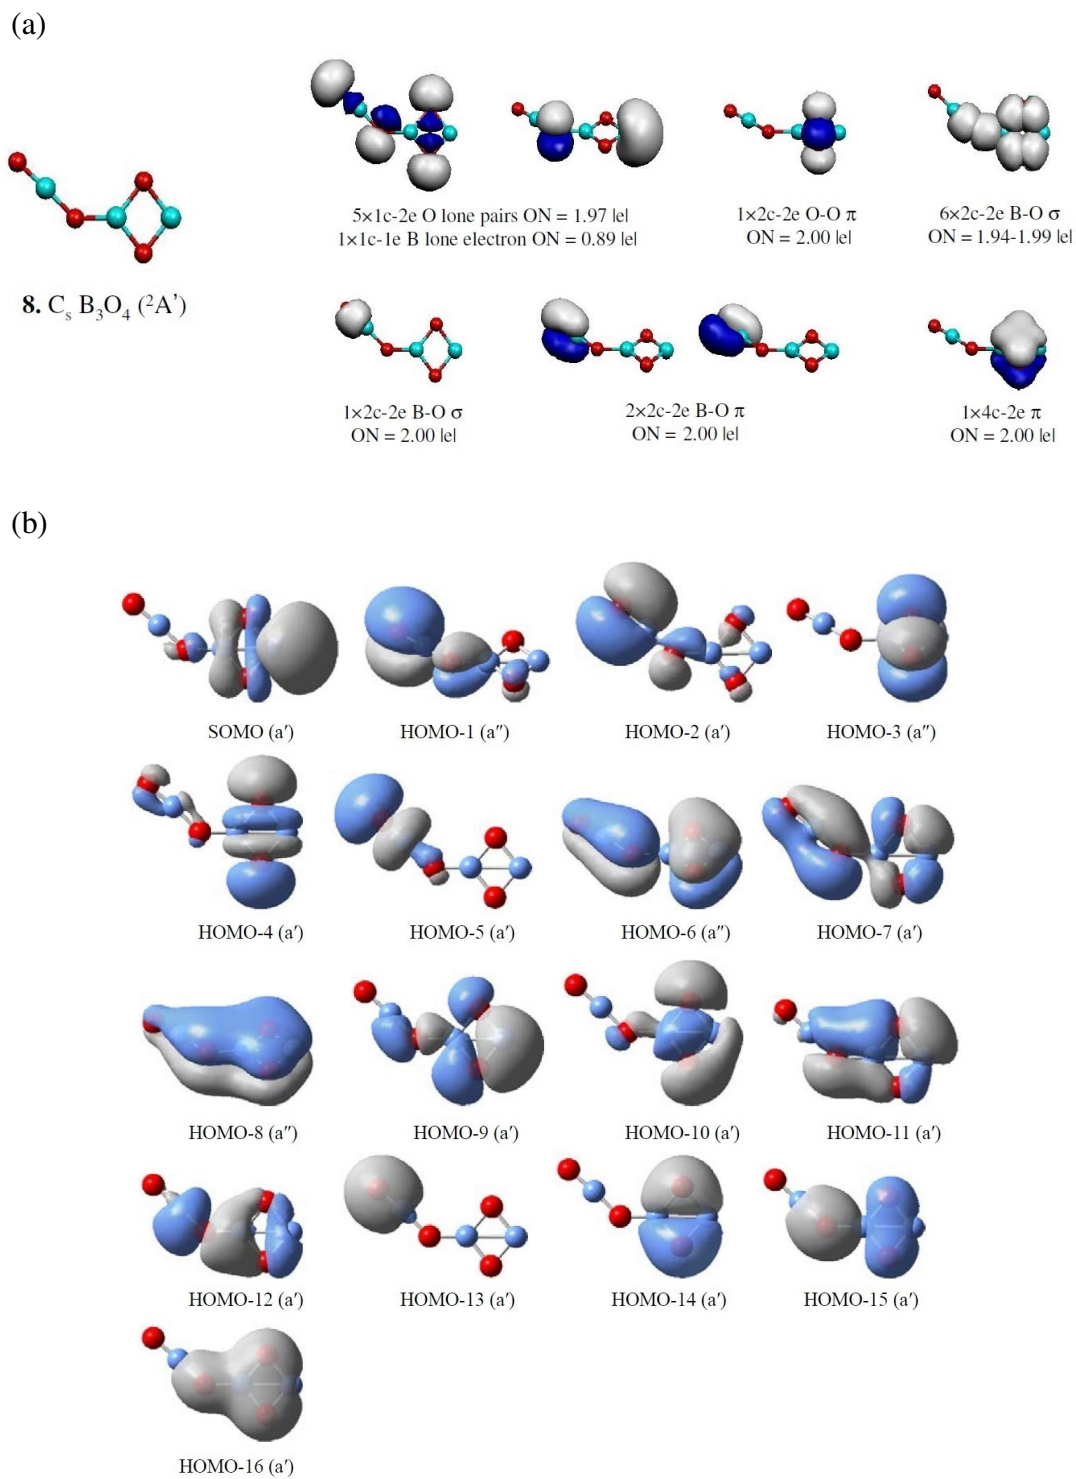 (a)
5×1c-2e O lone pairs ON = 1.97 |e|
1×1c-1e B lone electron ON = 0.89 |e|
1×2c-2e O-O π
ON = 2.00 |e|
6×2c-2e B-O σ
ON = 1.94-1.99 |e|
8. Cs B3O4 (2A')
1×2c-2e B-O σ
ON = 2.00 |e|
2×2c-2e B-O π
ON = 2.00 |e|
1×4c-2e π
ON = 2.00 |e|
(b)
SOMO (a′)
HOMO-1 (a″)
HOMO-2 (a′)
HOMO-3 (a″)
HOMO-4 (a′)
HOMO-5 (a′)
HOMO-6 (a″)
HOMO-7 (a′)
HOMO-8 (a″)
HOMO-9 (a′)
HOMO-10 (a′)
HOMO-11 (a′)
HOMO-12 (a′)
HOMO-13 (a′)
HOMO-14 (a′)
HOMO-15 (a′)
HOMO-16 (a′)